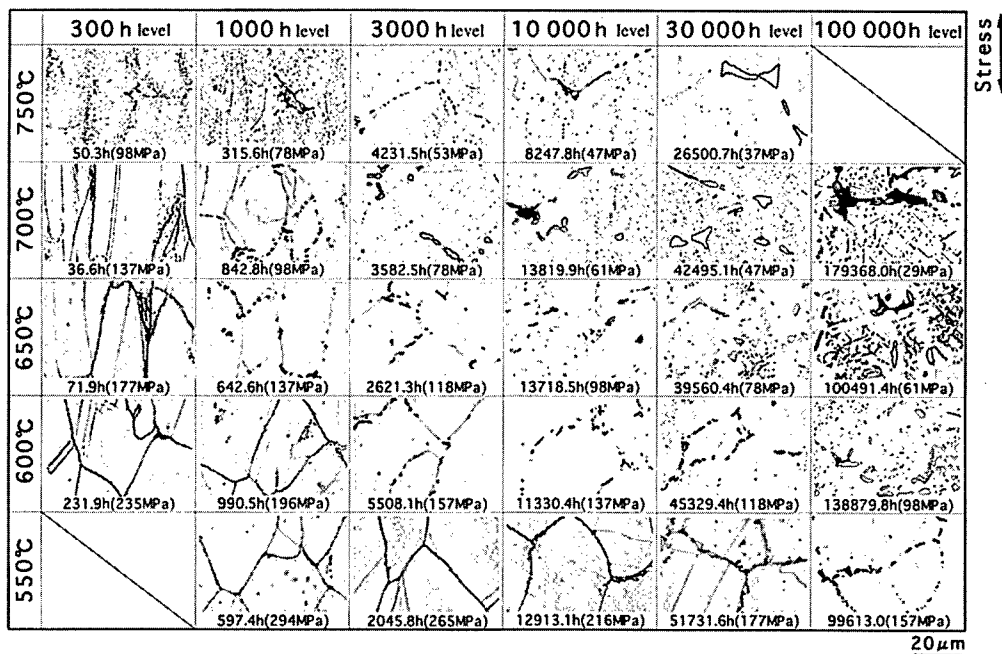 300 h level 1000 h level 3000 h level 10 000 h level 30 000 h level 100 000h level
Stress
750℃
50.3h(98MPa) 315.6h(78MPa) 4231.5h(53MPa) 8247.8h(47MPa) 26500.7h(37MPa)
700℃
36.6h(137MPa) 842.8h(98MPa) 3582.5h(78MPa) 13819.9h(61MPa) 42495.1h(47MPa) 179368.0h(29MPa)
650℃
71.9h(177MPa) 642.6h(137MPa) 2621.3h(118MPa) 13718.5h(98MPa) 39560.4h(78MPa) 100491.4h(61MPa)
600℃
231.9h(235MPa) 990.5h(196MPa) 5508.1h(157MPa) 11330.4h(137MPa) 45329.4h(118MPa) 138879.8h(98MPa)
550℃
597.4h(294MPa) 2045.8h(265MPa) 12913.1h(216MPa) 51731.6h(177MPa) 99613.0(157MPa)
20μm